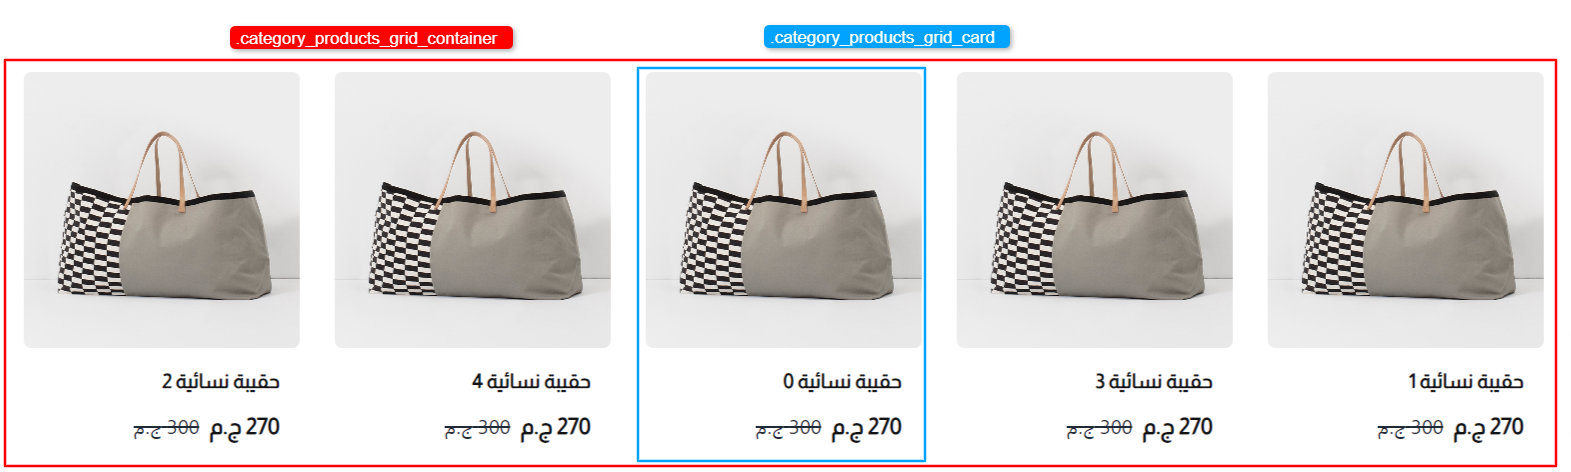 .category_products_grid_container
.category_products_grid_card
حقيبة نسائية 1
270 ج.م 300 ج.م
حقيبة نسائية 3
270 ج.م 300 ج.م
حقيبة نسائية 0
270 ج.م 300 ج.م
حقيبة نسائية 4
270 ج.م 300 ج.م
حقيبة نسائية 2
270 ج.م 300 ج.م